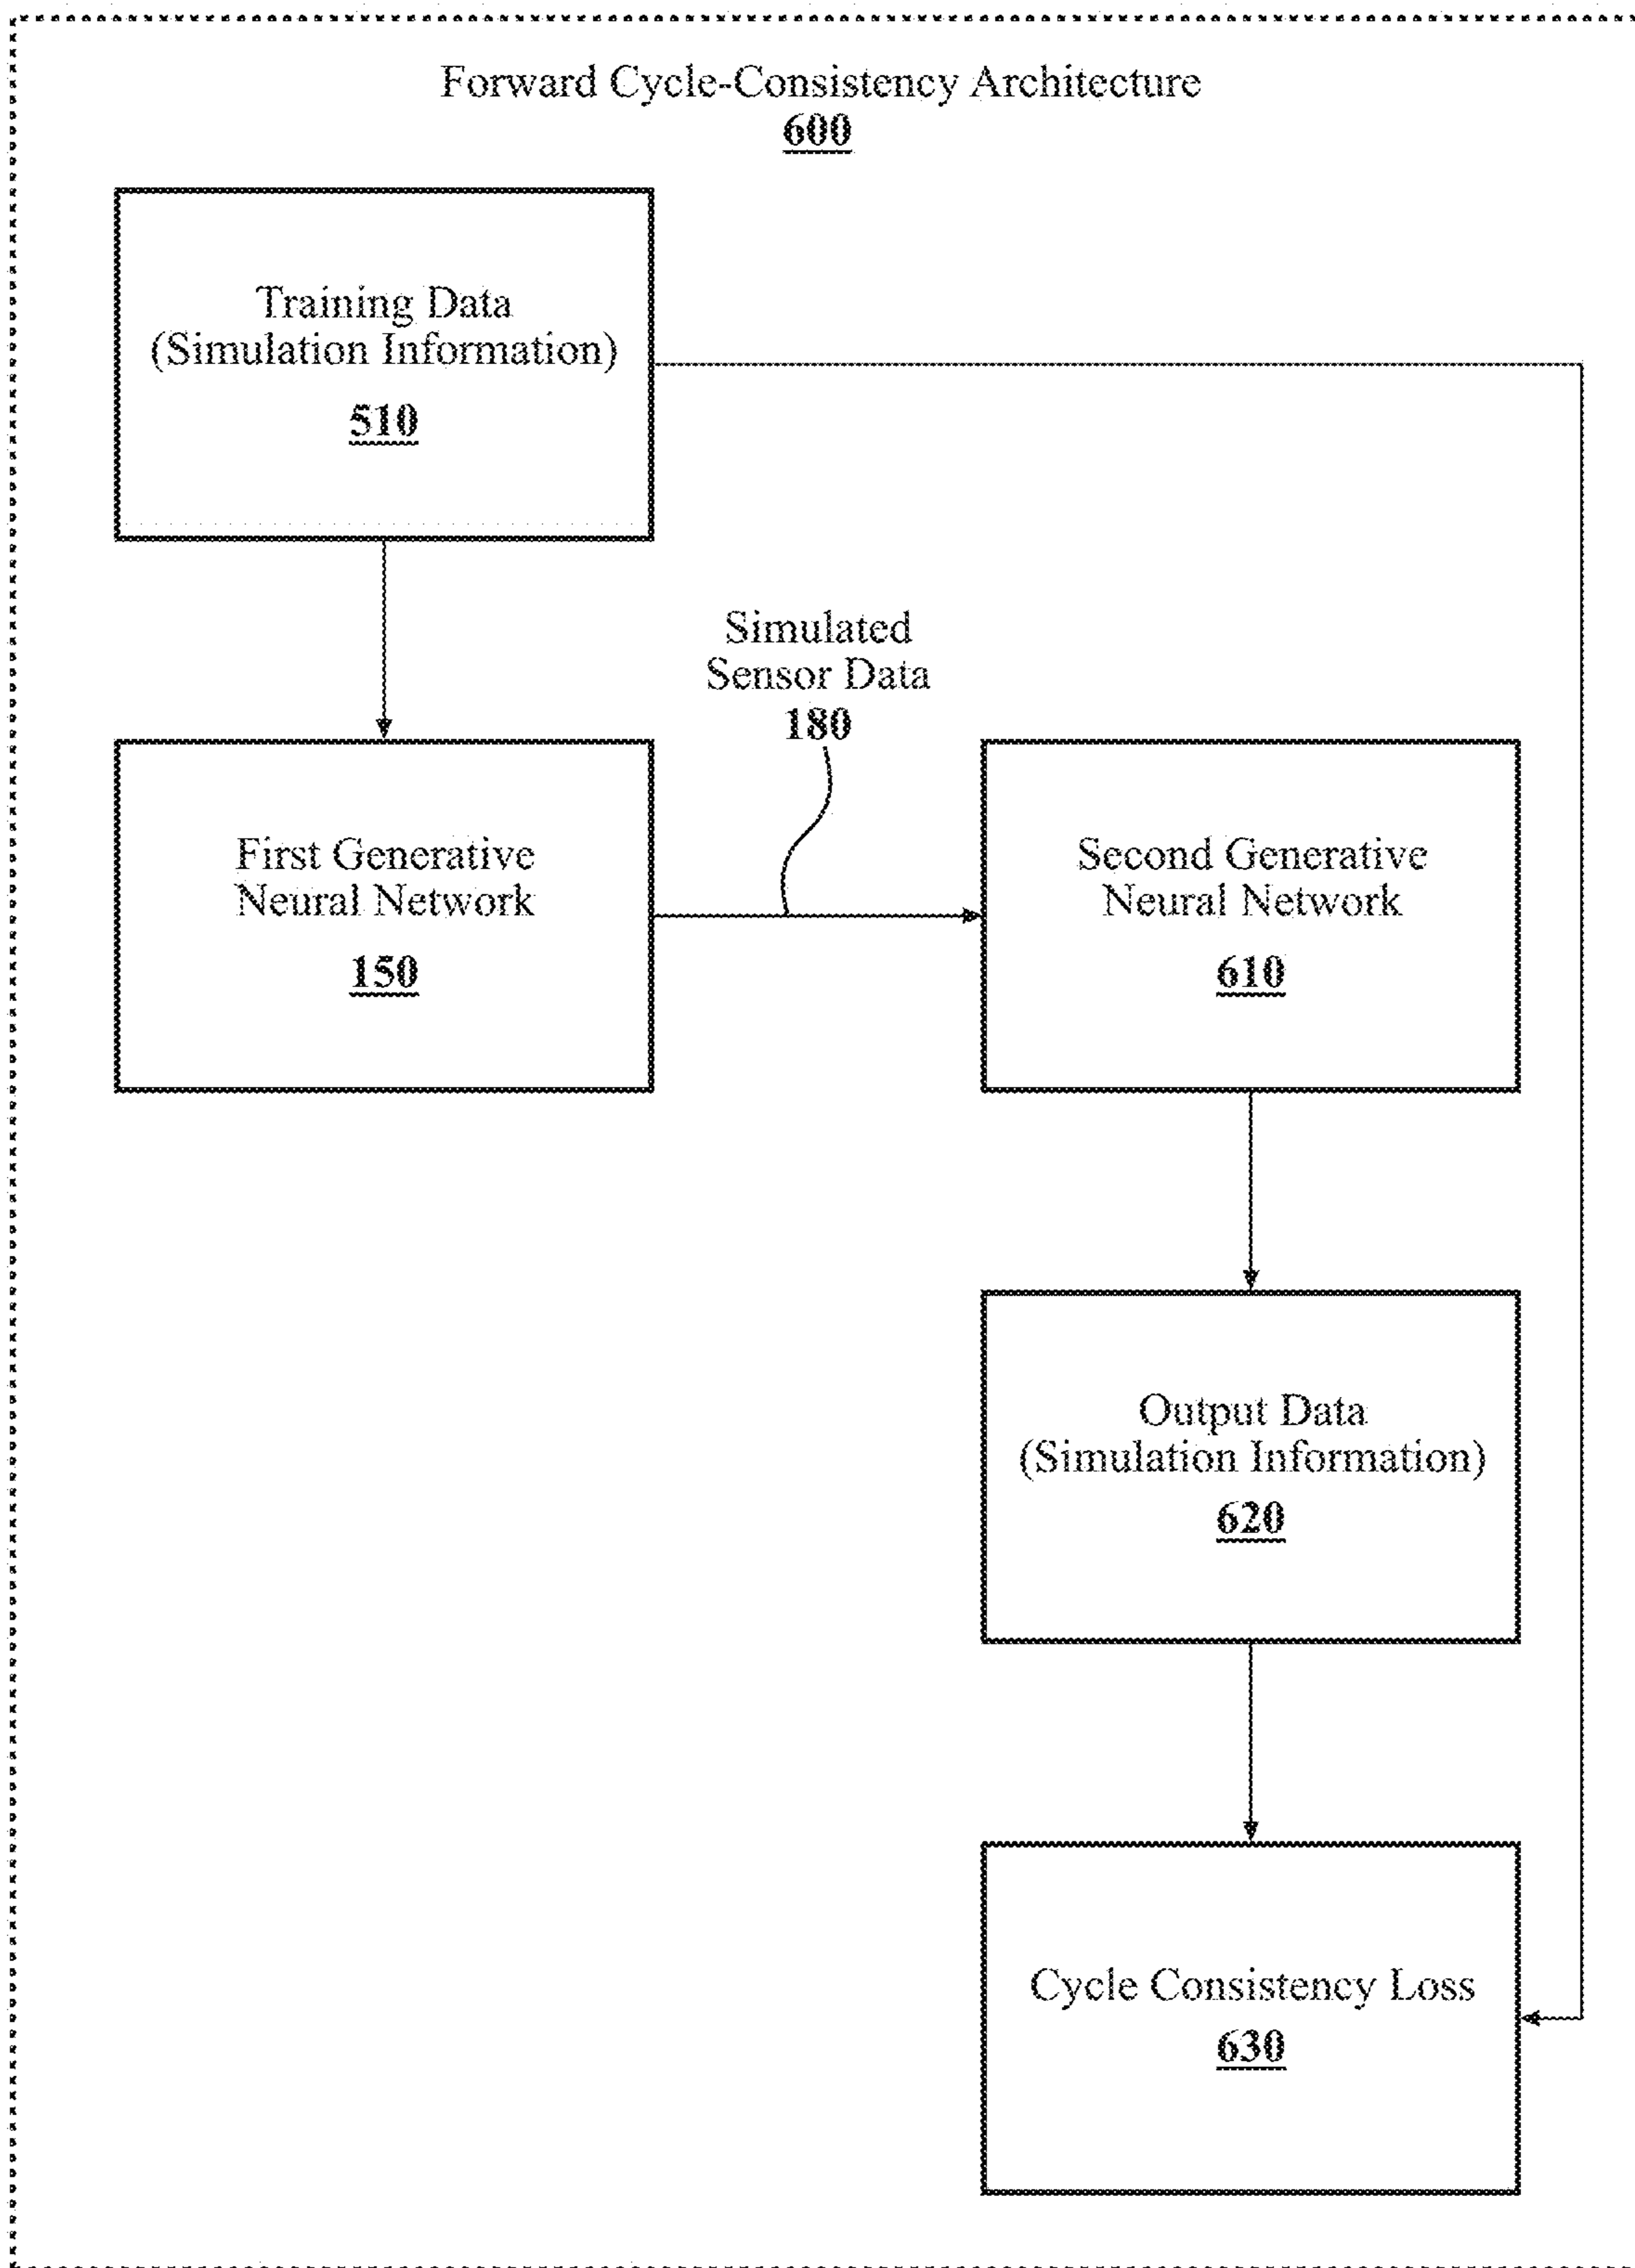 Forward Cycle-Consistency Architecture
600
Training Data
(Simulation Information)
510
Simulated
Sensor Data
180
First Generative
Neural Network
150
Second Generative
Neural Network
610
Output Data
(Simulation Information)
620
Cycle Consistency Loss
630